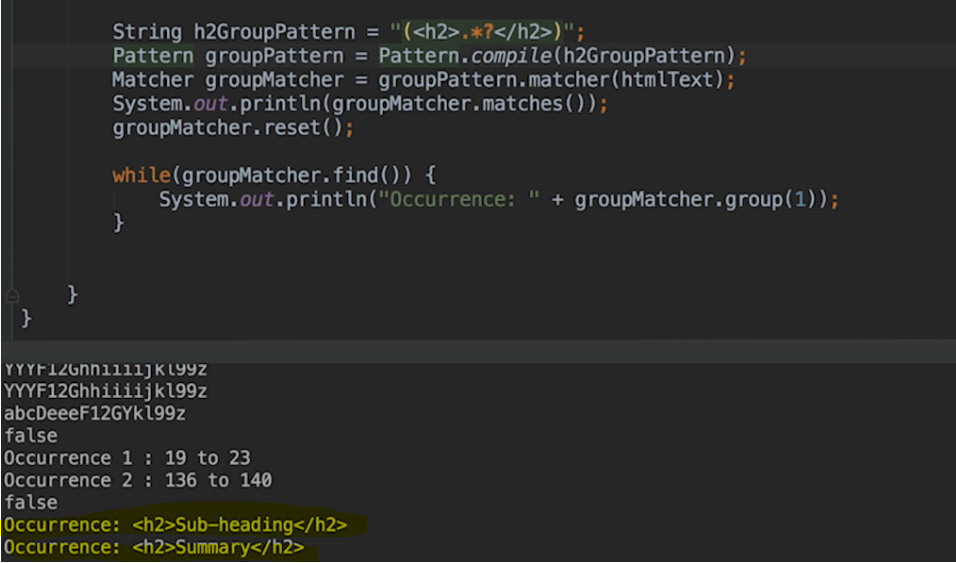 String h2GroupPattern = "(<h2>.*?</h2>)";
Pattern groupPattern = Pattern.compile(h2GroupPattern);
Matcher groupMatcher = groupPattern.matcher(htmlText);
System.out.println(groupMatcher.matches());
groupMatcher.reset();
while(groupMatcher.find()) {
System.out.println("Occurrence: " + groupMatcher.group(1));
}
}
}
YYYF12Ghhiiiijkl99z
YYYF12Ghhiiiijkl99z
abcDeeeF12GYkl99z
false
Occurrence 1 : 19 to 23
Occurrence 2 : 136 to 140
false
Occurrence: <h2>Sub-heading</h2>
Occurrence: <h2>Summary</h2>